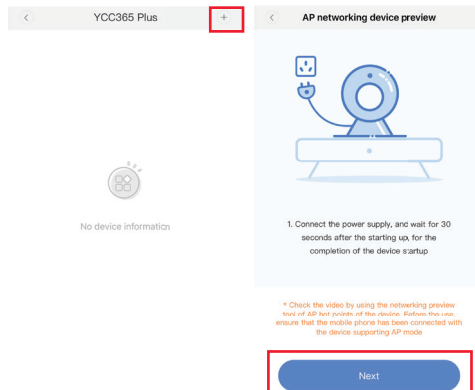 YCC365 Plus
+
No device information
AP networking device preview
1. Connect the power supply, and wait for 30
seconds after the starting up, for the
completion of the device startup
* Check the video by using the networking preview
tool of AP hot points of the device. Before the use,
ensure that the mobile phone has been connected with
the device supporting AP mode
Next